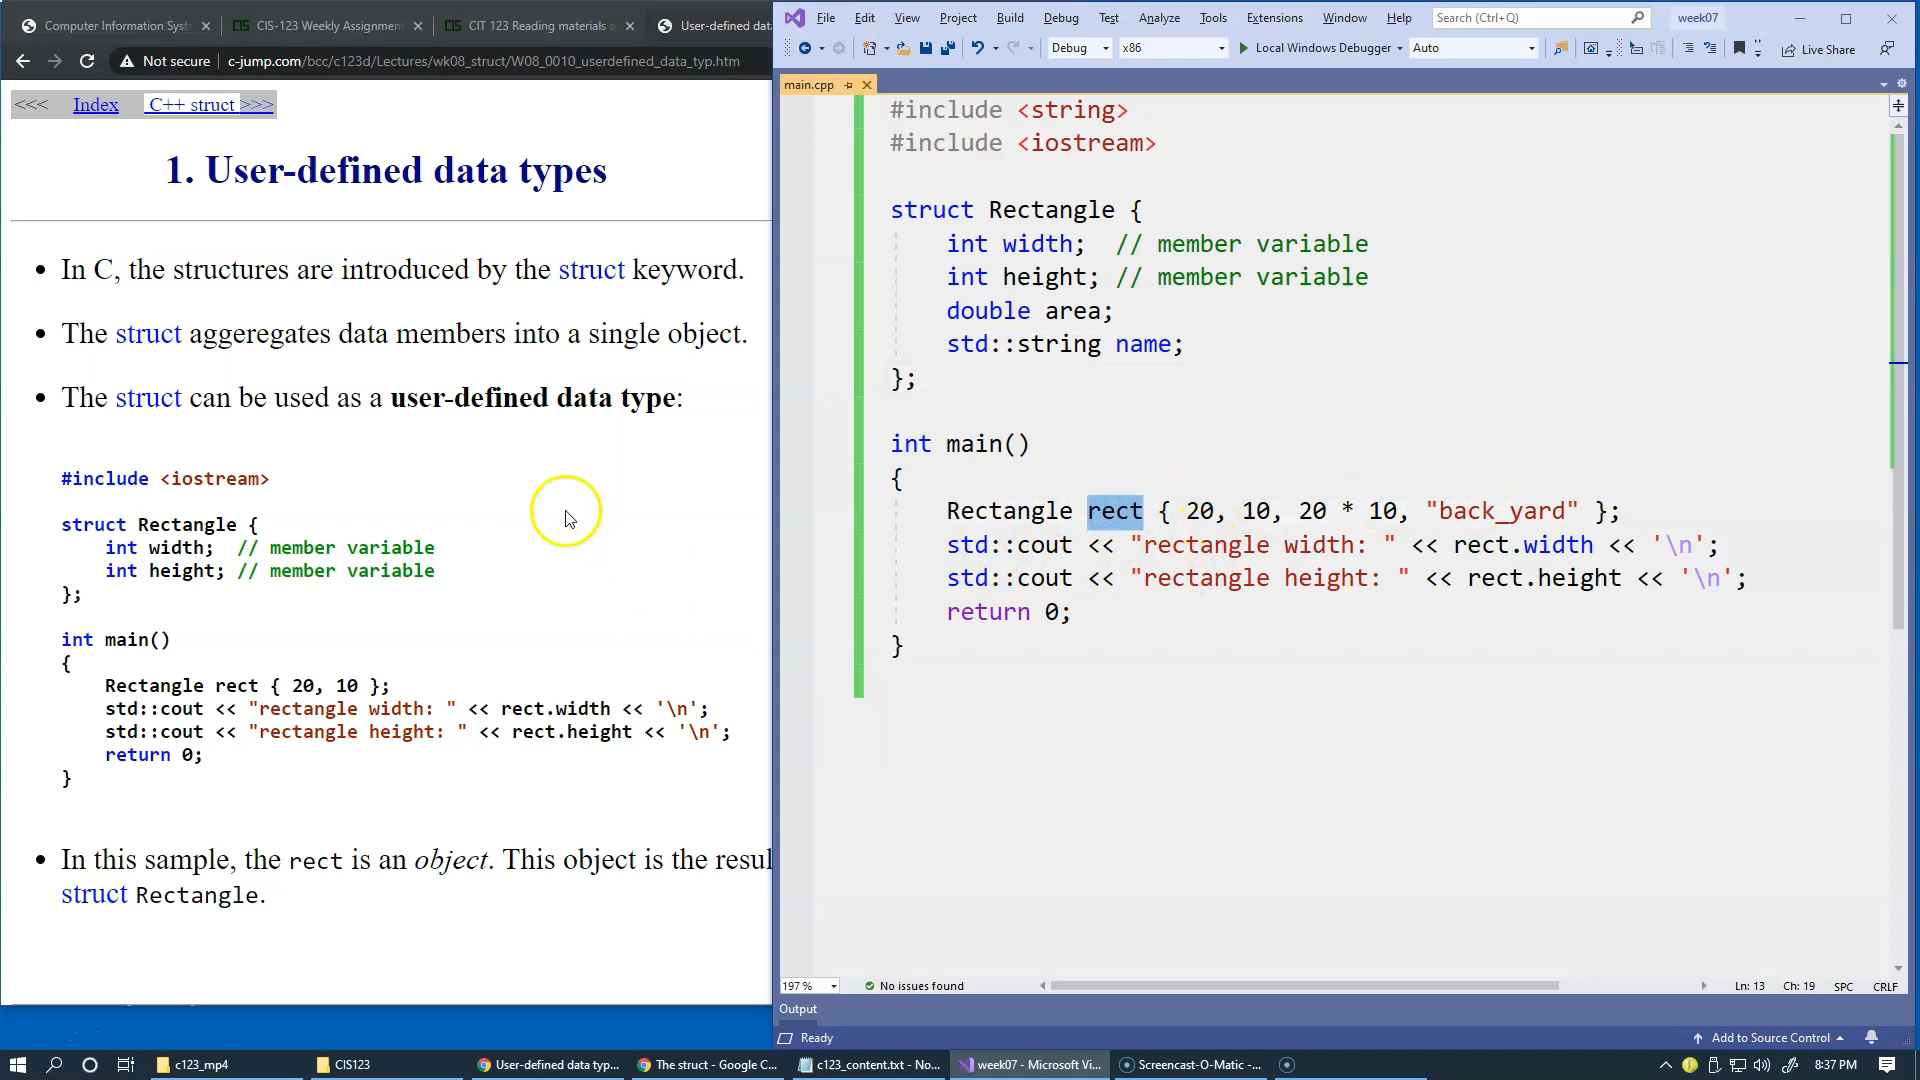 Computer Information Syste
CIS-123 Weekly Assignment
CIT 123 Reading materials a
User-defined dat
Not secure
c-jump.com/bcc/c123d/Lectures/wk08_struct/W08_0010_userdefined_data_typ.htm
<<< Index C++ struct >>>
1. User-defined data types
• In C, the structures are introduced by the struct keyword.
• The struct aggeregates data members into a single object.
• The struct can be used as a user-defined data type:
#include <iostream>
struct Rectangle {
int width; // member variable
int height; // member variable
};
int main()
{
Rectangle rect { 20, 10 };
std::cout << "rectangle width: " << rect.width << '\n';
std::cout << "rectangle height: " << rect.height << '\n';
return 0;
}
• In this sample, the rect is an object. This object is the resul
struct Rectangle.
File Edit View Project Build Debug Test Analyze Tools Extensions Window Help Search (Ctrl+Q) week07
Debug x86 Local Windows Debugger Auto Live Share
main.cpp
#include <string>
#include <iostream>
struct Rectangle {
int width; // member variable
int height; // member variable
double area;
std::string name;
};
int main()
{
Rectangle rect { 20, 10, 20 * 10, "back_yard" };
std::cout << "rectangle width: " << rect.width << '\n';
std::cout << "rectangle height: " << rect.height << '\n';
return 0;
}
197 % No issues found Ln: 13 Ch: 19 SPC CRLF
Output
Ready Add to Source Control
c123_mp4 CIS123 User-defined data typ... The struct - Google C... c123_content.txt - No... week07 - Microsoft Vi... Screencast-O-Matic -... 8:37 PM